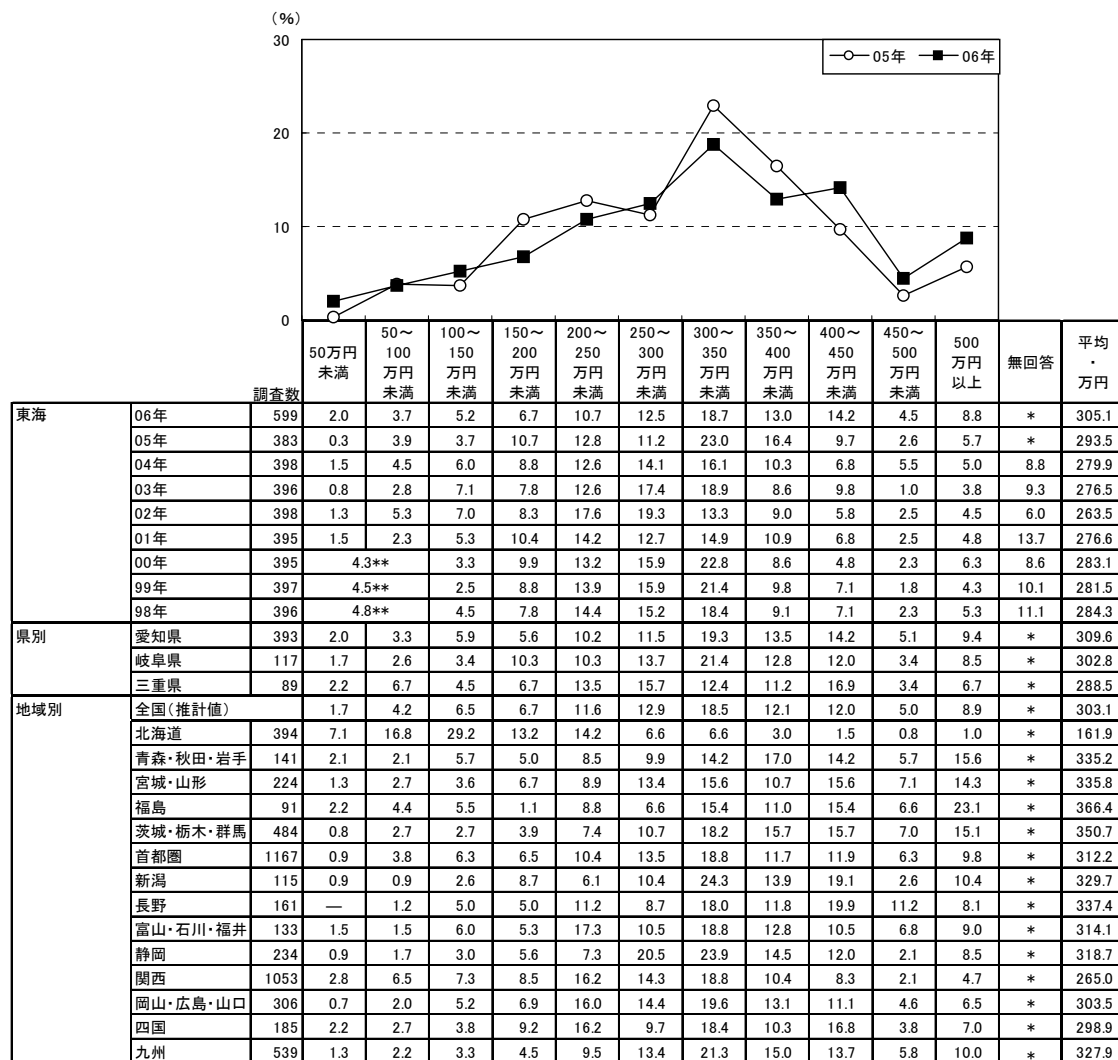 (%)
30
20
10
0
05年 06年
調査数 50万円未満 50～100万円未満 100～150万円未満 150～200万円未満 200～250万円未満 250～300万円未満 300～350万円未満 350～400万円未満 400～450万円未満 450～500万円未満 500万円以上 無回答 平均・万円
東海 06年 599 2.0 3.7 5.2 6.7 10.7 12.5 18.7 13.0 14.2 4.5 8.8 * 305.1
05年 383 0.3 3.9 3.7 10.7 12.8 11.2 23.0 16.4 9.7 2.6 5.7 * 293.5
04年 398 1.5 4.5 6.0 8.8 12.6 14.1 16.1 10.3 6.8 5.5 5.0 8.8 279.9
03年 396 0.8 2.8 7.1 7.8 12.6 17.4 18.9 8.6 9.8 1.0 3.8 9.3 276.5
02年 398 1.3 5.3 7.0 8.3 17.6 19.3 13.3 9.0 5.8 2.5 4.5 6.0 263.5
01年 395 1.5 2.3 5.3 10.4 14.2 12.7 14.9 10.9 6.8 2.5 4.8 13.7 276.6
00年 395 4.3** 3.3 9.9 13.2 15.9 22.8 8.6 4.8 2.3 6.3 8.6 283.1
99年 397 4.5** 2.5 8.8 13.9 15.9 21.4 9.8 7.1 1.8 4.3 10.1 281.5
98年 396 4.8** 4.5 7.8 14.4 15.2 18.4 9.1 7.1 2.3 5.3 11.1 284.3
県別 愛知県 393 2.0 3.3 5.9 5.6 10.2 11.5 19.3 13.5 14.2 5.1 9.4 * 309.6
岐阜県 117 1.7 2.6 3.4 10.3 10.3 13.7 21.4 12.8 12.0 3.4 8.5 * 302.8
三重県 89 2.2 6.7 4.5 6.7 13.5 15.7 12.4 11.2 16.9 3.4 6.7 * 288.5
地域別 全国(推計値) 1.7 4.2 6.5 6.7 11.6 12.9 18.5 12.1 12.0 5.0 8.9 * 303.1
北海道 394 7.1 16.8 29.2 13.2 14.2 6.6 6.6 3.0 1.5 0.8 1.0 * 161.9
青森・秋田・岩手 141 2.1 2.1 5.7 5.0 8.5 9.9 14.2 17.0 14.2 5.7 15.6 * 335.2
宮城・山形 224 1.3 2.7 3.6 6.7 8.9 13.4 15.6 10.7 15.6 7.1 14.3 * 335.8
福島 91 2.2 4.4 5.5 1.1 8.8 6.6 15.4 11.0 15.4 6.6 23.1 * 366.4
茨城・栃木・群馬 484 0.8 2.7 2.7 3.9 7.4 10.7 18.2 15.7 15.7 7.0 15.1 * 350.7
首都圏 1167 0.9 3.8 6.3 6.5 10.4 13.5 18.8 11.7 11.9 6.3 9.8 * 312.2
新潟 115 0.9 0.9 2.6 8.7 6.1 10.4 24.3 13.9 19.1 2.6 10.4 * 329.7
長野 161 — 1.2 5.0 5.0 11.2 8.7 18.0 11.8 19.9 11.2 8.1 * 337.4
富山・石川・福井 133 1.5 1.5 6.0 5.3 17.3 10.5 18.8 12.8 10.5 6.8 9.0 * 314.1
静岡 234 0.9 1.7 3.0 5.6 7.3 20.5 23.9 14.5 12.0 2.1 8.5 * 318.7
関西 1053 2.8 6.5 7.3 8.5 16.2 14.3 18.8 10.4 8.3 2.1 4.7 * 265.0
岡山・広島・山口 306 0.7 2.0 5.2 6.9 16.0 14.4 19.6 13.1 11.1 4.6 6.5 * 303.5
四国 185 2.2 2.7 3.8 9.2 16.2 9.7 18.4 10.3 16.8 3.8 7.0 * 298.9
九州 539 1.3 2.2 3.3 4.5 9.5 13.4 21.3 15.0 13.7 5.8 10.0 * 327.9